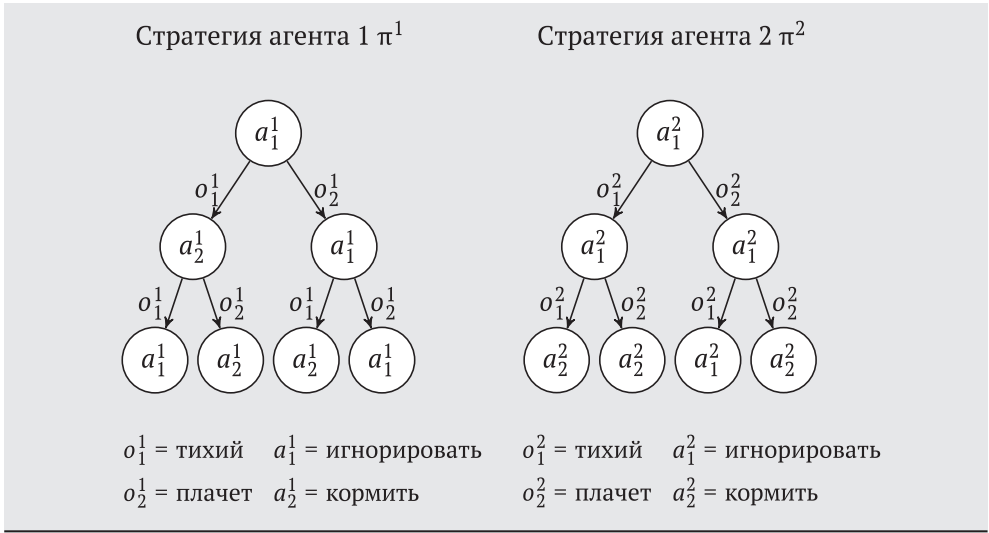 Стратегия агента 1 π¹ Стратегия агента 2 π²
a₁¹ a₁²
o₁¹ o₂¹ o₁² o₂²
a₂¹ a₁¹ a₁² a₁²
o₁¹ o₂¹ o₁¹ o₂¹ o₁² o₂² o₁² o₂²
a₁¹ a₂¹ a₂¹ a₁¹ a₂² a₂² a₁² a₂²
o₁¹ = тихий a₁¹ = игнорировать o₁² = тихий a₁² = игнорировать
o₂¹ = плачет a₂¹ = кормить o₂² = плачет a₂² = кормить